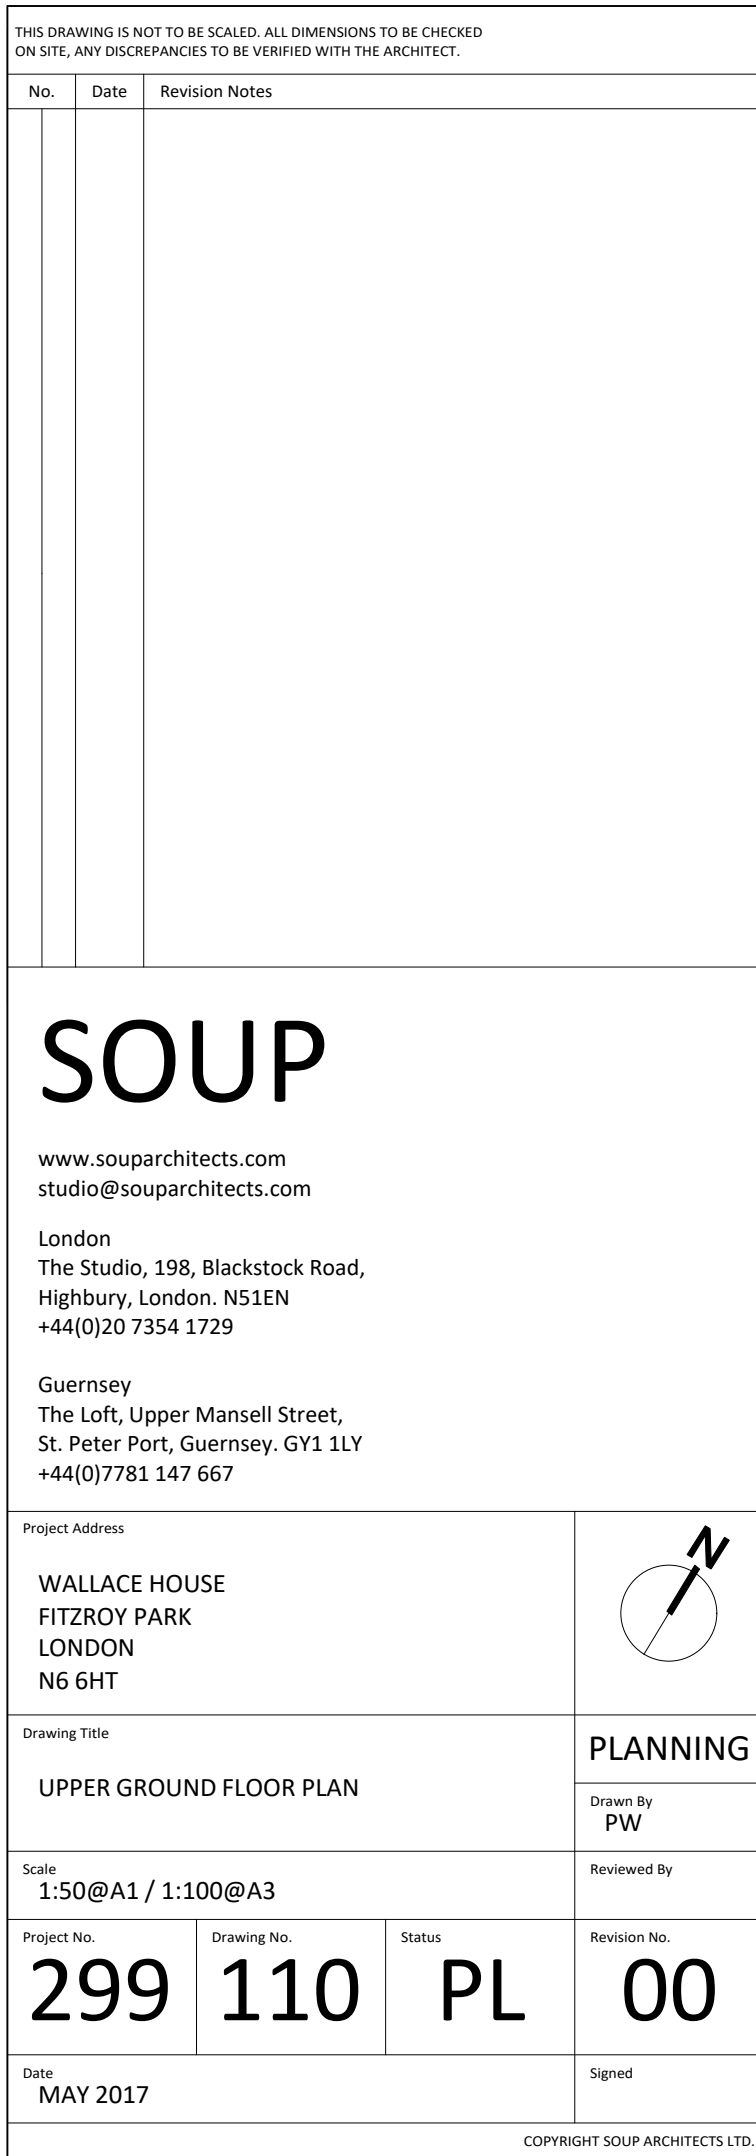 THIS DRAWING IS NOT TO BE SCALED. ALL DIMENSIONS TO BE CHECKED
ON SITE, ANY DISCREPANCIES TO BE VERIFIED WITH THE ARCHITECT.
No. Date Revision Notes
SOUP
www.souparchitects.com
studio@souparchitects.com
London
The Studio, 198, Blackstock Road,
Highbury, London. N51EN
+44(0)20 7354 1729
Guernsey
The Loft, Upper Mansell Street,
St. Peter Port, Guernsey. GY1 1LY
+44(0)7781 147 667
Project Address
WALLACE HOUSE
FITZROY PARK
LONDON
N6 6HT
N
Drawing Title
UPPER GROUND FLOOR PLAN
PLANNING
Drawn By
PW
Scale
1:50@A1 / 1:100@A3
Reviewed By
Project No. Drawing No. Status Revision No.
299 110 PL 00
Date
MAY 2017
Signed
COPYRIGHT SOUP ARCHITECTS LTD.